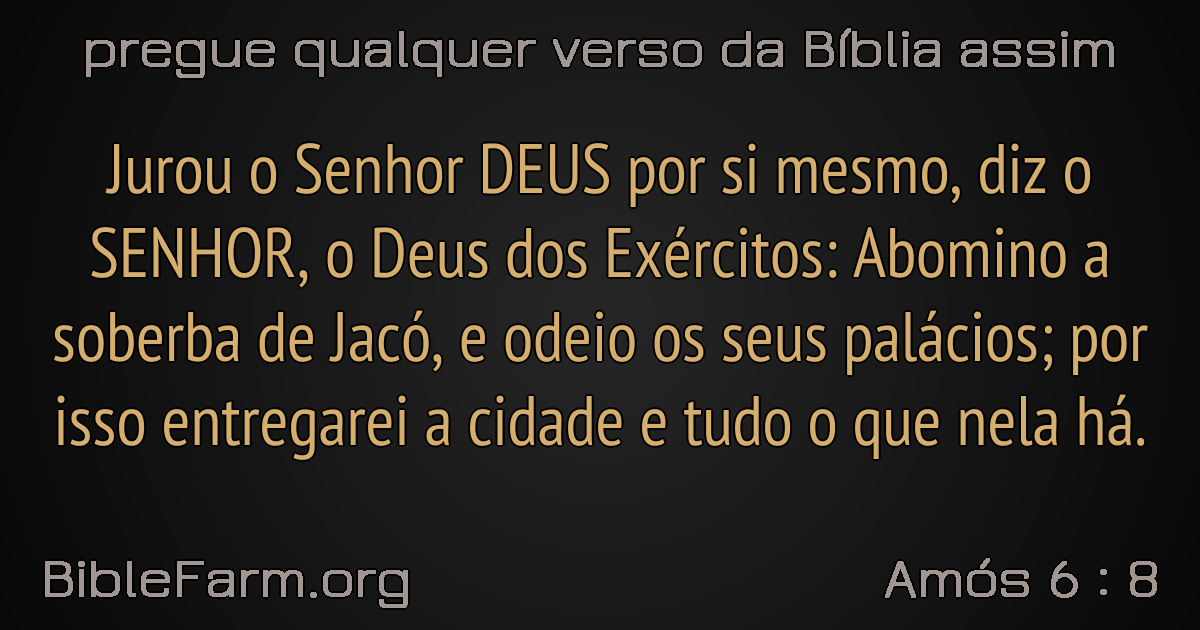 pregue qualquer verso da Bíblia assim
Jurou o Senhor DEUS por si mesmo, diz o
SENHOR, o Deus dos Exércitos: Abomino a
soberba de Jacó, e odeio os seus palácios; por
isso entregarei a cidade e tudo o que nela há.
BibleFarm.org
Amós 6 : 8